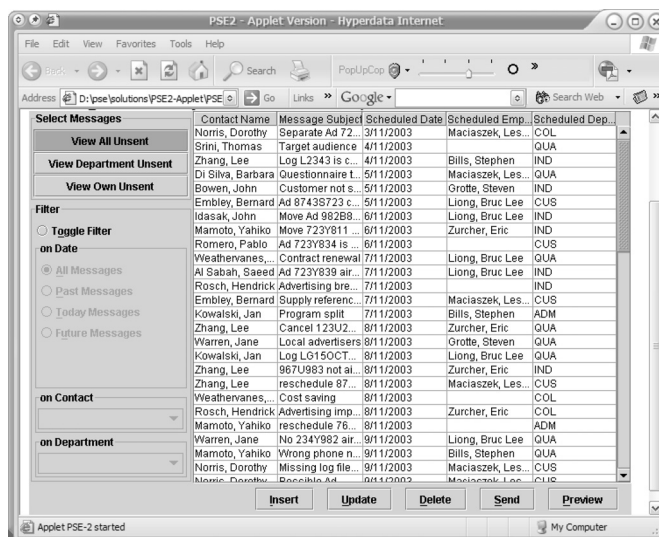 PSE2 - Applet Version - Hyperdata Internet
File Edit View Favorites Tools Help
Back Search PopUpCop »
Address D:\pse\solutions\PSE2-Applet\PSE Go Links » Google Search Web »
Select Messages
View All Unsent
View Department Unsent
View Own Unsent
Filter
Toggle Filter
on Date
All Messages
Past Messages
Today Messages
Future Messages
on Contact
on Department
Contact Name Message Subject Scheduled Date Scheduled Emp... Scheduled Dep...
Norris, Dorothy Separate Ad 72... 3/11/2003 Maciaszek, Les... COL
Srini, Thomas Target audience 4/11/2003 QUA
Zhang, Lee Log L2343 is c... 4/11/2003 Bills, Stephen IND
Di Silva, Barbara Questionnaire t... 5/11/2003 Maciaszek, Les... QUA
Bowen, John Customer not s... 5/11/2003 Grotte, Steven IND
Embley, Bernard Ad 8743S723 c... 5/11/2003 Liong, Bruc Lee CUS
Idasak, John Move Ad 982B8... 6/11/2003 Liong, Bruc Lee CUS
Mamoto, Yahiko Move 723Y811 ... 6/11/2003 Zurcher, Eric IND
Romero, Pablo Ad 723Y834 is ... 6/11/2003 CUS
Weathervanes,... Contract renewal 7/11/2003 Liong, Bruc Lee QUA
Al Sabah, Saeed Ad 723Y839 air... 7/11/2003 Liong, Bruc Lee IND
Rosch, Hendrick Advertising bre... 7/11/2003 IND
Embley, Bernard Supply referenc... 7/11/2003 Maciaszek, Les... CUS
Kowalski, Jan Program split 7/11/2003 Bills, Stephen ADM
Zhang, Lee Cancel 123U2... 8/11/2003 Zurcher, Eric QUA
Warren, Jane Local advertisers 8/11/2003 Grotte, Steven QUA
Kowalski, Jan Log LG15OCT... 8/11/2003 Liong, Bruc Lee QUA
Zhang, Lee 967U983 not ai... 8/11/2003 Zurcher, Eric IND
Zhang, Lee reschedule 87... 8/11/2003 Maciaszek, Les... CUS
Weathervanes,... Cost saving 8/11/2003 COL
Rosch, Hendrick Advertising imp... 8/11/2003 Zurcher, Eric COL
Mamoto, Yahiko reschedule 76... 8/11/2003 ADM
Warren, Jane No 234Y982 air... 9/11/2003 Liong, Bruc Lee QUA
Mamoto, Yahiko Wrong phone n... 9/11/2003 Bills, Stephen QUA
Norris, Dorothy Missing log file... 9/11/2003 Maciaszek, Les... CUS
Norris, Dorothy Possible Ad 9/11/2003 Maciaszek, Les... CUS
Insert Update Delete Send Preview
Applet PSE-2 started My Computer